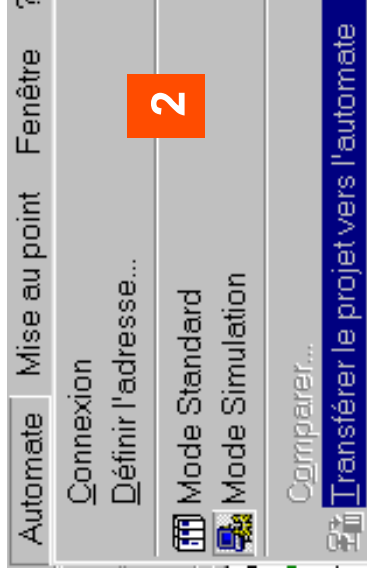 Automate Mise au point Fenêtre ?
Connexion
Définir l'adresse...
2
Mode Standard
Mode Simulation
Comparer...
Transférer le projet vers l'automate